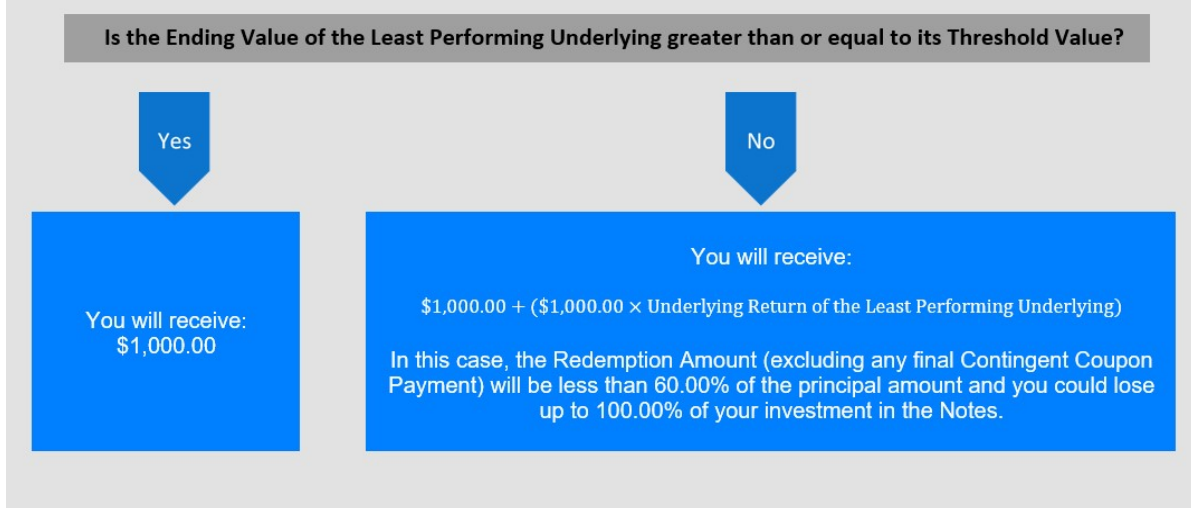 Is the Ending Value of the Least Performing Underlying greater than or equal to its Threshold Value?
Yes
No
You will receive:
$1,000.00
You will receive:
$1,000.00 + ($1,000.00 × Underlying Return of the Least Performing Underlying)
In this case, the Redemption Amount (excluding any final Contingent Coupon
Payment) will be less than 60.00% of the principal amount and you could lose
up to 100.00% of your investment in the Notes.